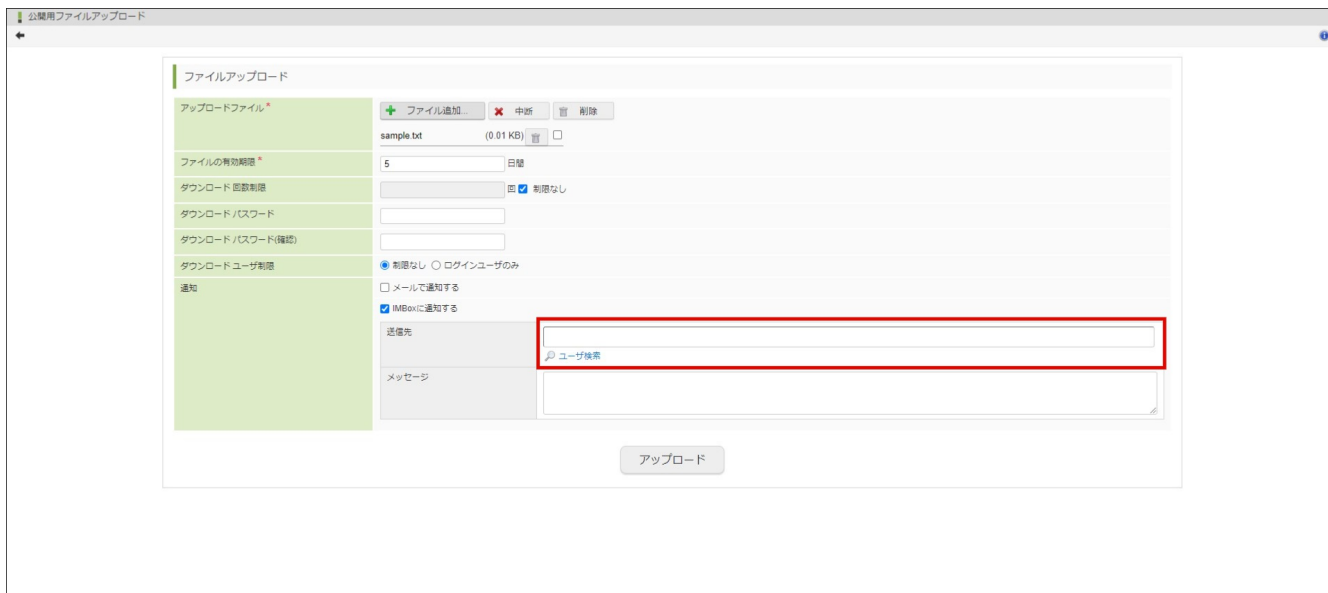 公開用ファイルアップロード
ファイルアップロード
アップロードファイル*
ファイル追加... 中断 削除
sample.txt (0.01 KB)
ファイルの有効期限* 5 日間
ダウンロード 回数制限 回 制限なし
ダウンロード パスワード
ダウンロード パスワード(確認)
ダウンロード ユーザ制限 制限なし ログインユーザのみ
通知 メールで通知する
IMBoxに通知する
送信先
ユーザ検索
メッセージ
アップロード